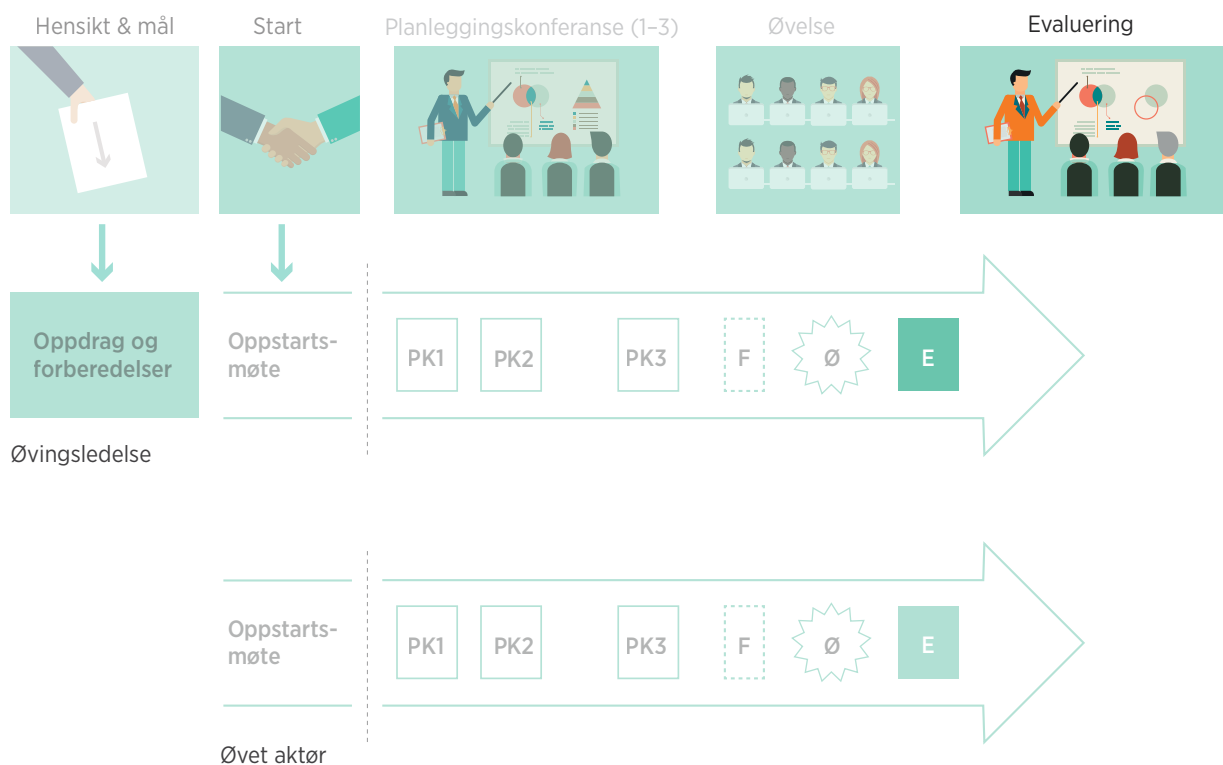 Hensikt & mål
Start
Planleggingskonferanse (1–3)
Øvelse
Evaluering
Oppdrag og
forberedelser
Oppstarts-
møte
PK1
PK2
PK3
F
Ø
E
Øvingsledelse
Oppstarts-
møte
PK1
PK2
PK3
F
Ø
E
Øvet aktør